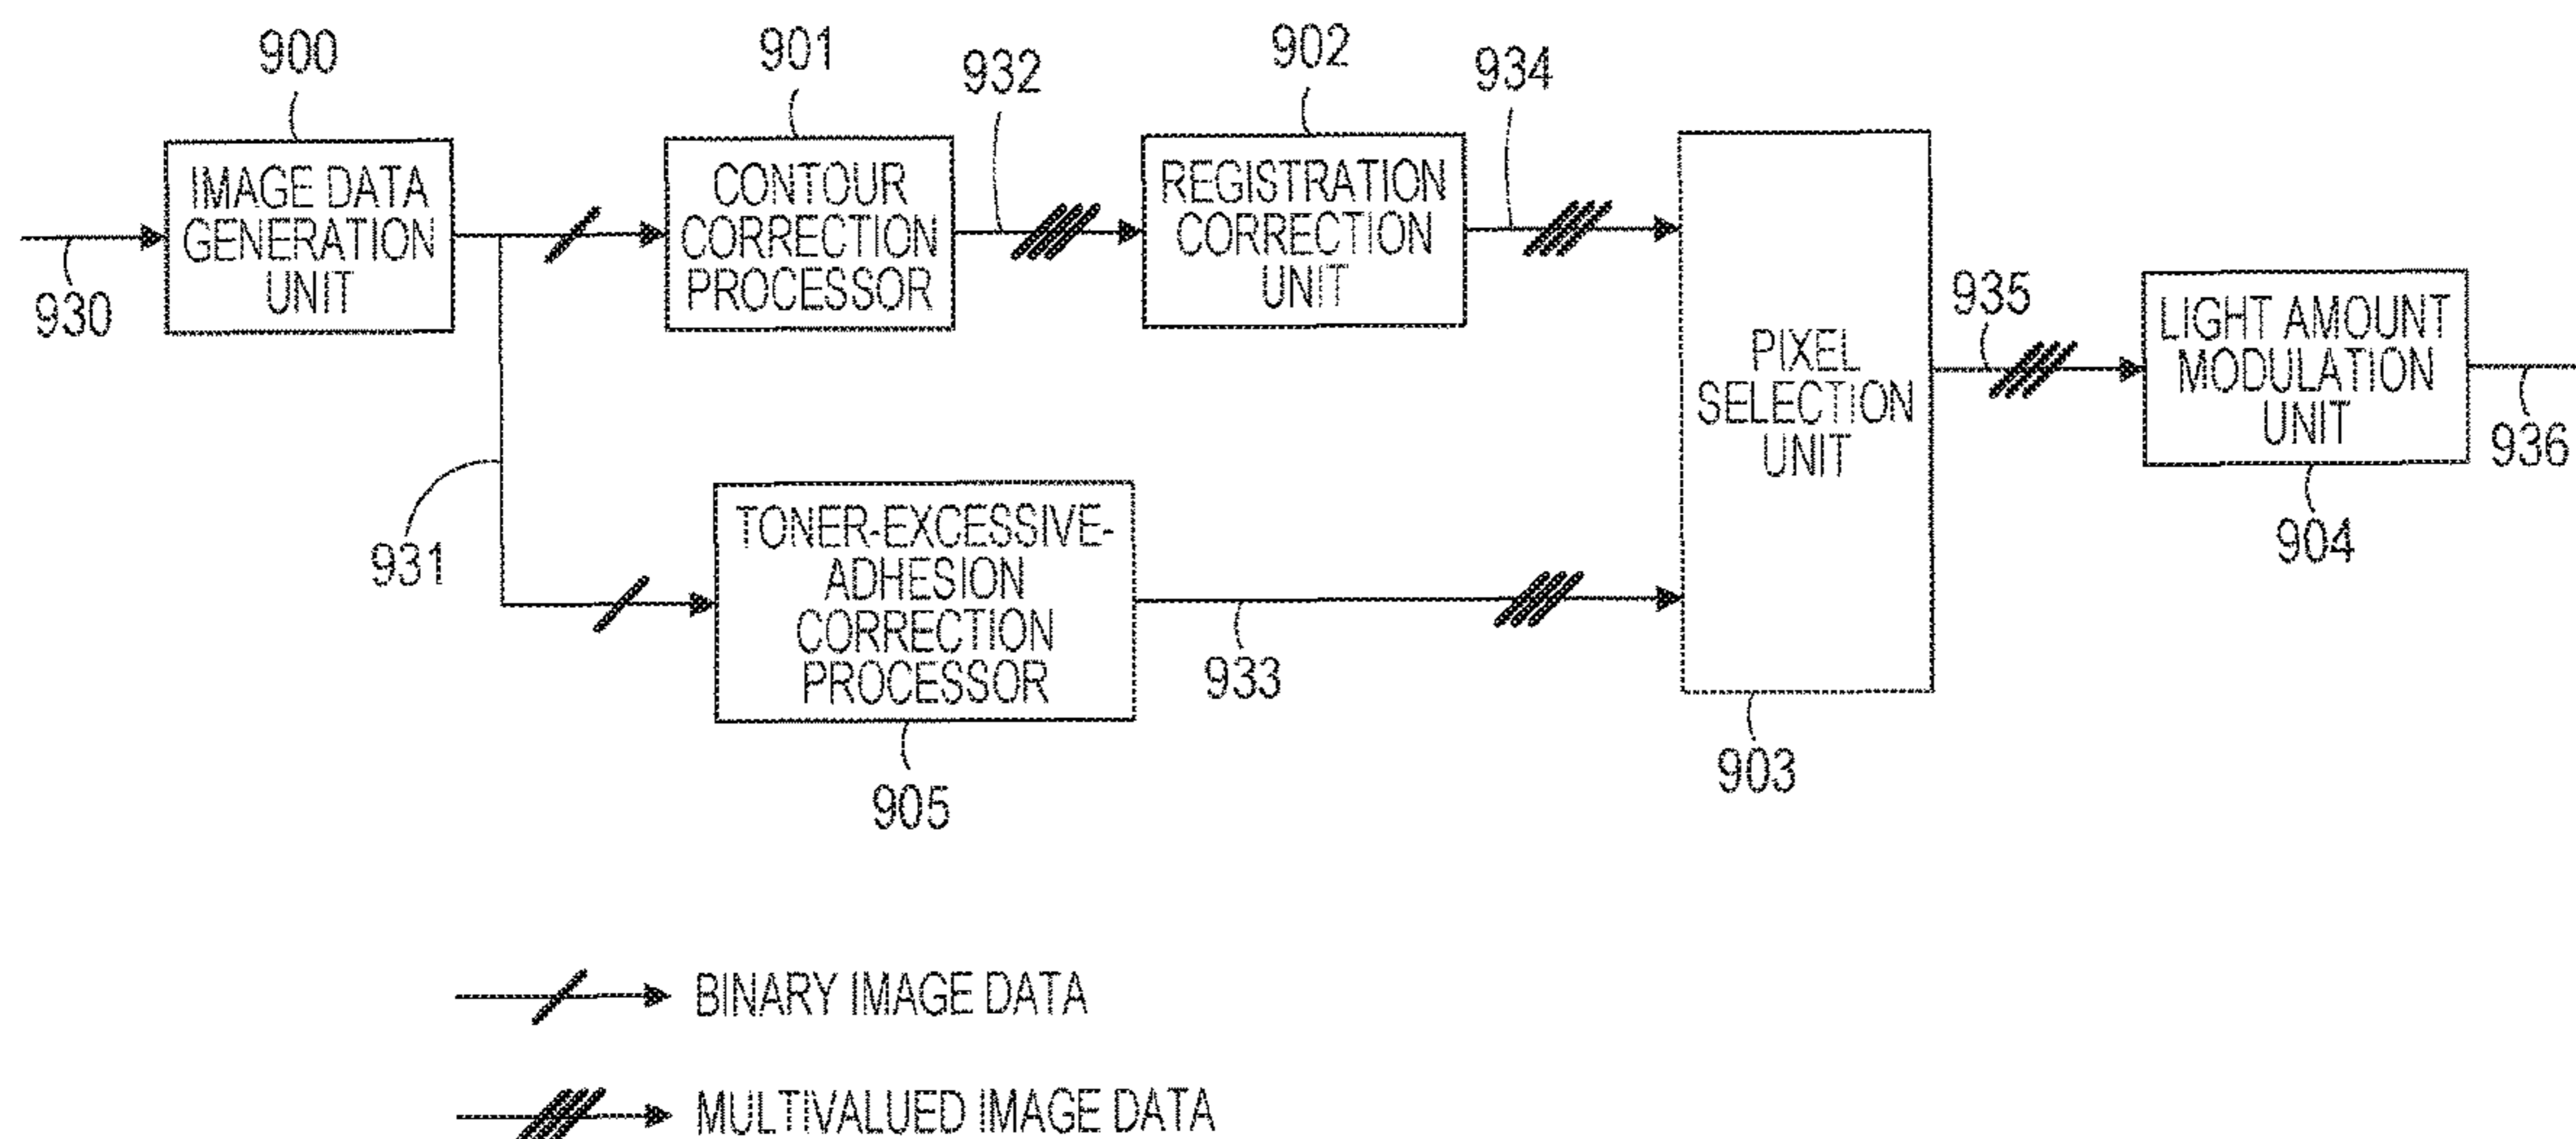 900
901
932
902
934
IMAGE DATA
GENERATION
UNIT
CONTOUR
CORRECTION
PROCESSOR
REGISTRATION
CORRECTION
UNIT
930
935
PIXEL
SELECTION
UNIT
LIGHT AMOUNT
MODULATION
UNIT
936
904
931
TONER-EXCESSIVE-
ADHESION
CORRECTION
PROCESSOR
933
903
905
BINARY IMAGE DATA
MULTIVALUED IMAGE DATA